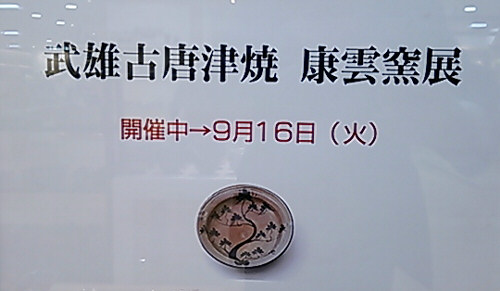 武雄古唐津焼 康雲窯展
開催中→9月16日（火）